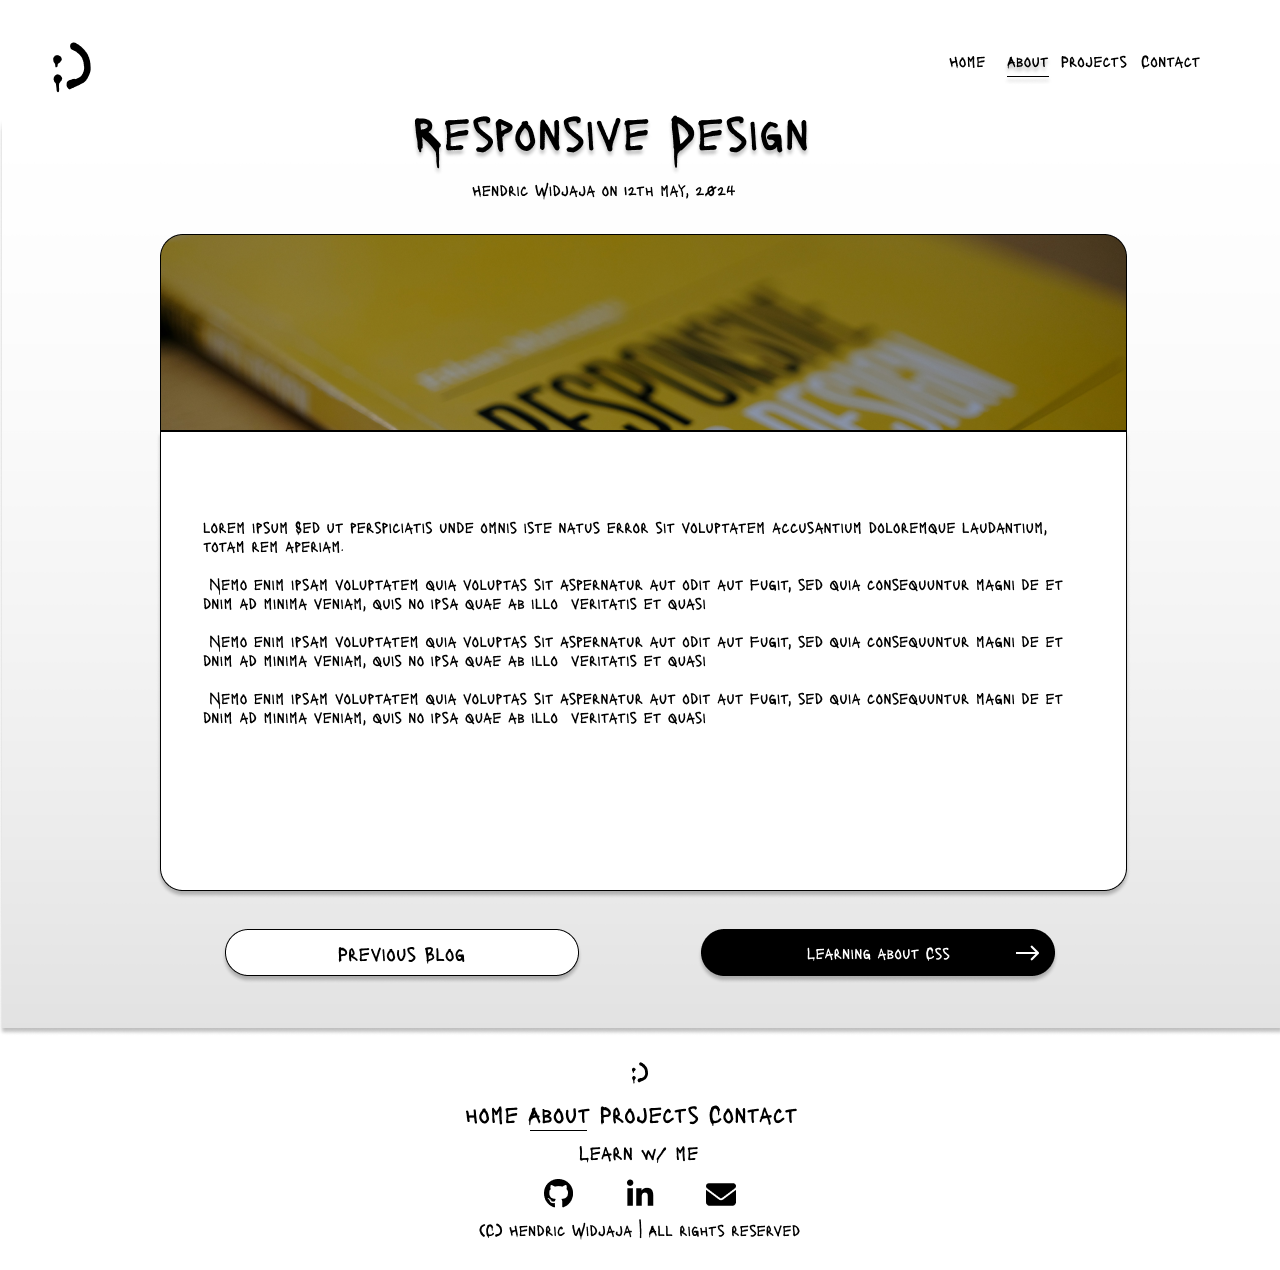 Home About Projects Contact
Responsive Design
Hendric Widjaja on 12th May, 2024
RESPONSIVE
DESIGN
Lorem ipsum Sed ut perspiciatis unde omnis iste natus error sit voluptatem accusantium doloremque laudantium,
totam rem aperiam.
Nemo enim ipsam voluptatem quia voluptas sit aspernatur aut odit aut fugit, sed quia consequuntur magni de et
dnim ad minima veniam, quis no ipsa quae ab illo veritatis et quasi
Nemo enim ipsam voluptatem quia voluptas sit aspernatur aut odit aut fugit, sed quia consequuntur magni de et
dnim ad minima veniam, quis no ipsa quae ab illo veritatis et quasi
Nemo enim ipsam voluptatem quia voluptas sit aspernatur aut odit aut fugit, sed quia consequuntur magni de et
dnim ad minima veniam, quis no ipsa quae ab illo veritatis et quasi
Previous Blog
Learning about CSS
Home About Projects Contact
Learn w/ me
in
(C) Hendric Widjaja | All rights reserved